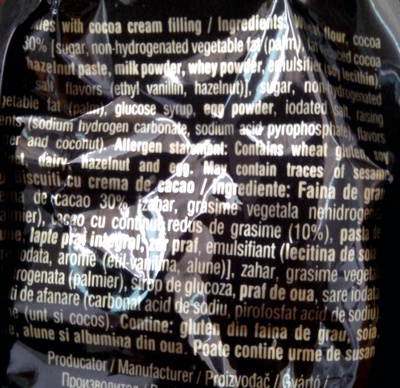 with cocoa cream filling / Ingredients: flour, cocoa
30% [sugar, non-hydrogenated vegetable fat (palm), cocoa
hazelnut paste, milk powder, whey powder, emulsifier (soy lecithin)
salt, flavors (ethyl vanillin, hazelnut)], sugar, non-hydrogenated
vegetable fat (palm), glucose syrup, egg powder, iodated salt, raising
(sodium hydrogen carbonate, sodium acid pyrophosphate), flavors
and coconut). Allergen statement: Contains wheat gluten, soy
dairy, hazelnut and egg. May contain traces of sesame
biscuiti cu crema de cacao / Ingrediente: Faina de grau
de cacao 30% [zahar, grasime vegetala nehidrogen
cacao cu continut redus de grasime (10%), pasta
lapte praf integral, zer praf, emulsifiant (lecitina de soia
iodata, arome (etil-vanilina, alune)], zahar, grasime vegetala
(palmier), sirop de glucoza, praf de oua, sare iodata
de afanare (carbonat acid de sodiu, pirofosfat acid de sodiu)
(unt si cocos). Contine: gluten din faina de grau, soia
alune si albumina din oua. Poate contine urme de susan
Producator / Manufacturer / Proizvođač / Gyártó /